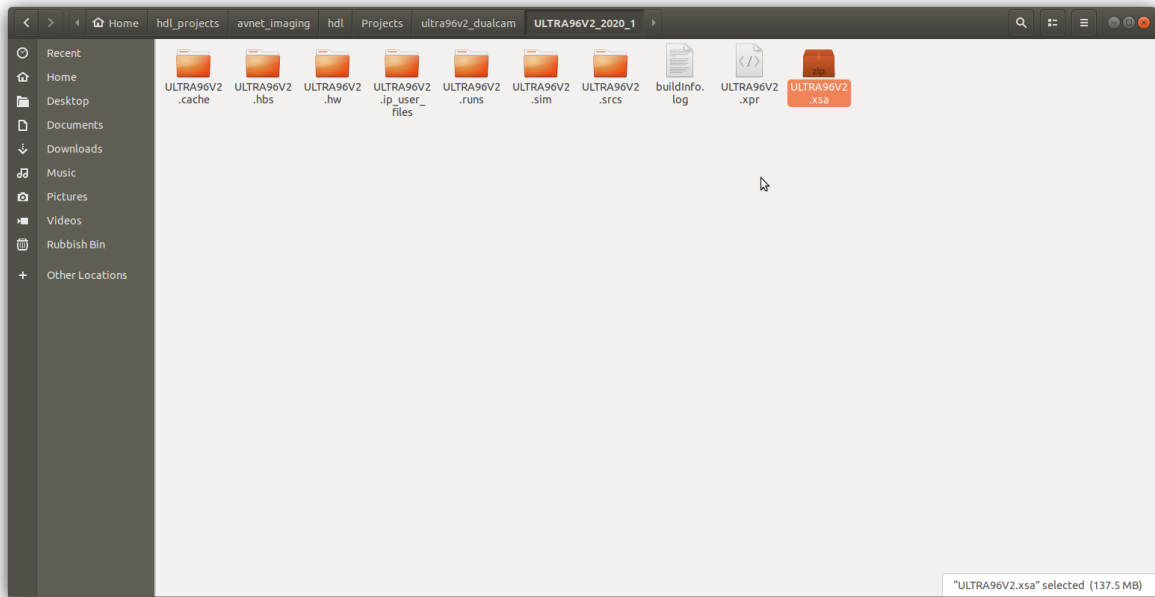 Home
hdl_projects
avnet_imaging
hdl
Projects
ultra96v2_dualcam
ULTRA96V2_2020_1
Recent
Home
Desktop
Documents
Downloads
Music
Pictures
Videos
Rubbish Bin
Other Locations
ULTRA96V2
.cache
ULTRA96V2
.hbs
ULTRA96V2
.hw
ULTRA96V2
.ip_user_
files
ULTRA96V2
.runs
ULTRA96V2
.sim
ULTRA96V2
.srcs
buildInfo.
log
ULTRA96V2
.xpr
zip
ULTRA96V2
.xsa
"ULTRA96V2.xsa" selected (137.5 MB)